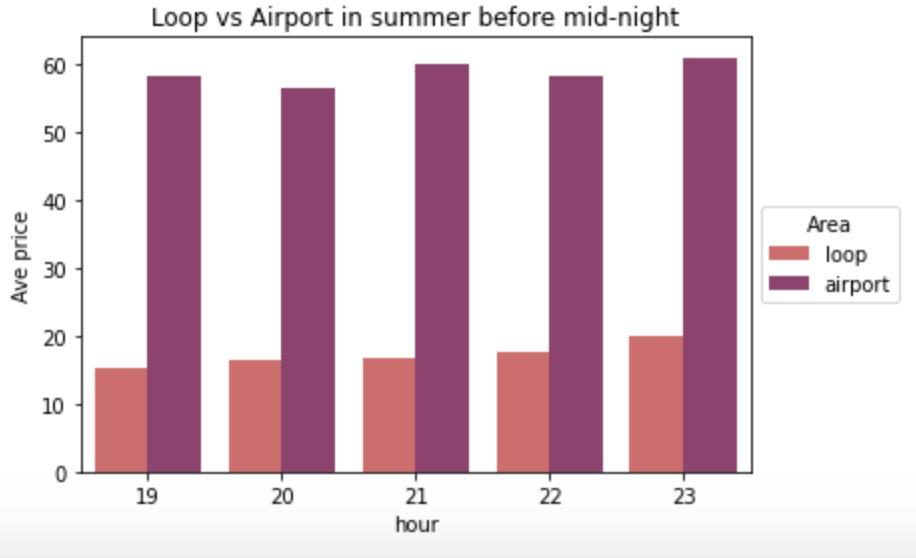 Loop vs Airport in summer before mid-night
60
50
40
30
20
10
0
Ave price
19 20 21 22 23
hour
Area
loop
airport